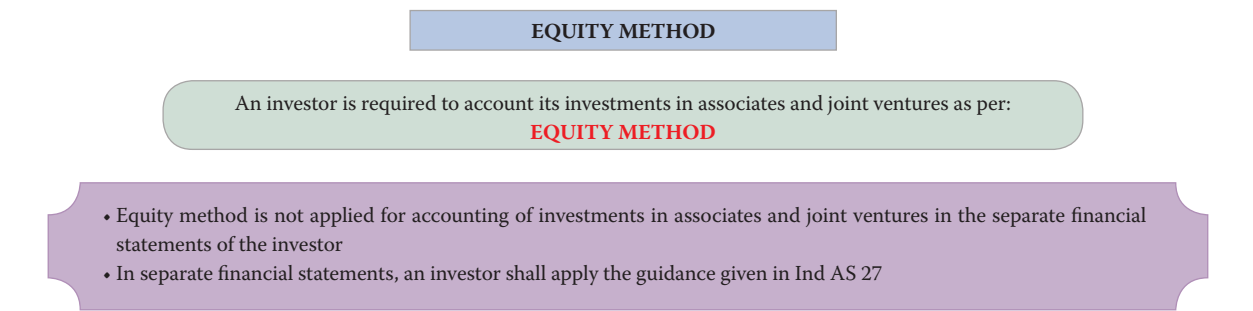 EQUITY METHOD
An investor is required to account its investments in associates and joint ventures as per:
EQUITY METHOD
• Equity method is not applied for accounting of investments in associates and joint ventures in the separate financial
statements of the investor
• In separate financial statements, an investor shall apply the guidance given in Ind AS 27